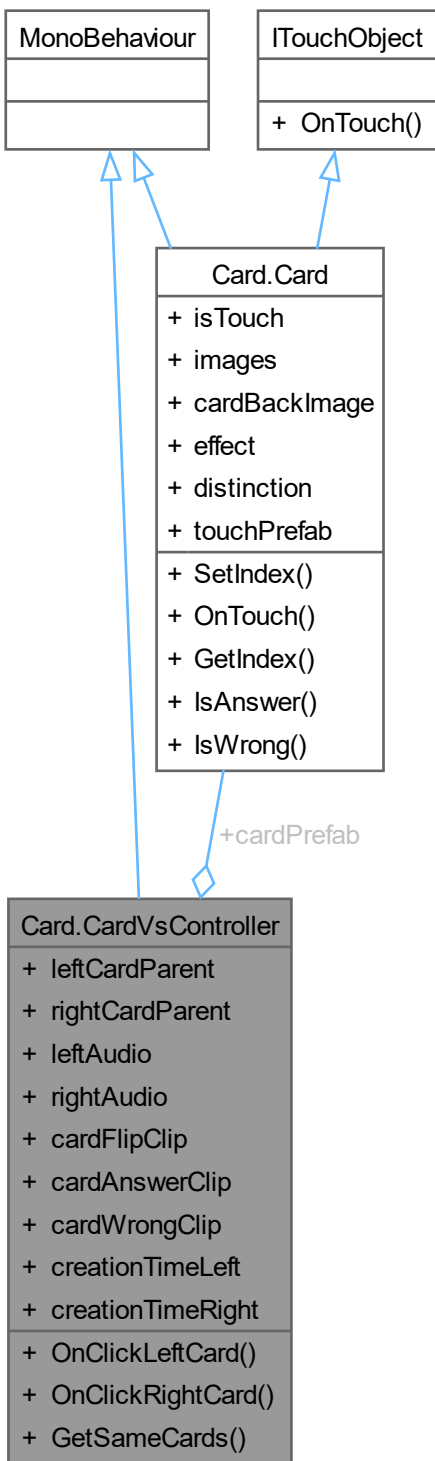 MonoBehaviour
ITouchObject
+ OnTouch()
Card.Card
+ isTouch
+ images
+ cardBackImage
+ effect
+ distinction
+ touchPrefab
+ SetIndex()
+ OnTouch()
+ GetIndex()
+ IsAnswer()
+ IsWrong()
+cardPrefab
Card.CardVsController
+ leftCardParent
+ rightCardParent
+ leftAudio
+ rightAudio
+ cardFlipClip
+ cardAnswerClip
+ cardWrongClip
+ creationTimeLeft
+ creationTimeRight
+ OnClickLeftCard()
+ OnClickRightCard()
+ GetSameCards()